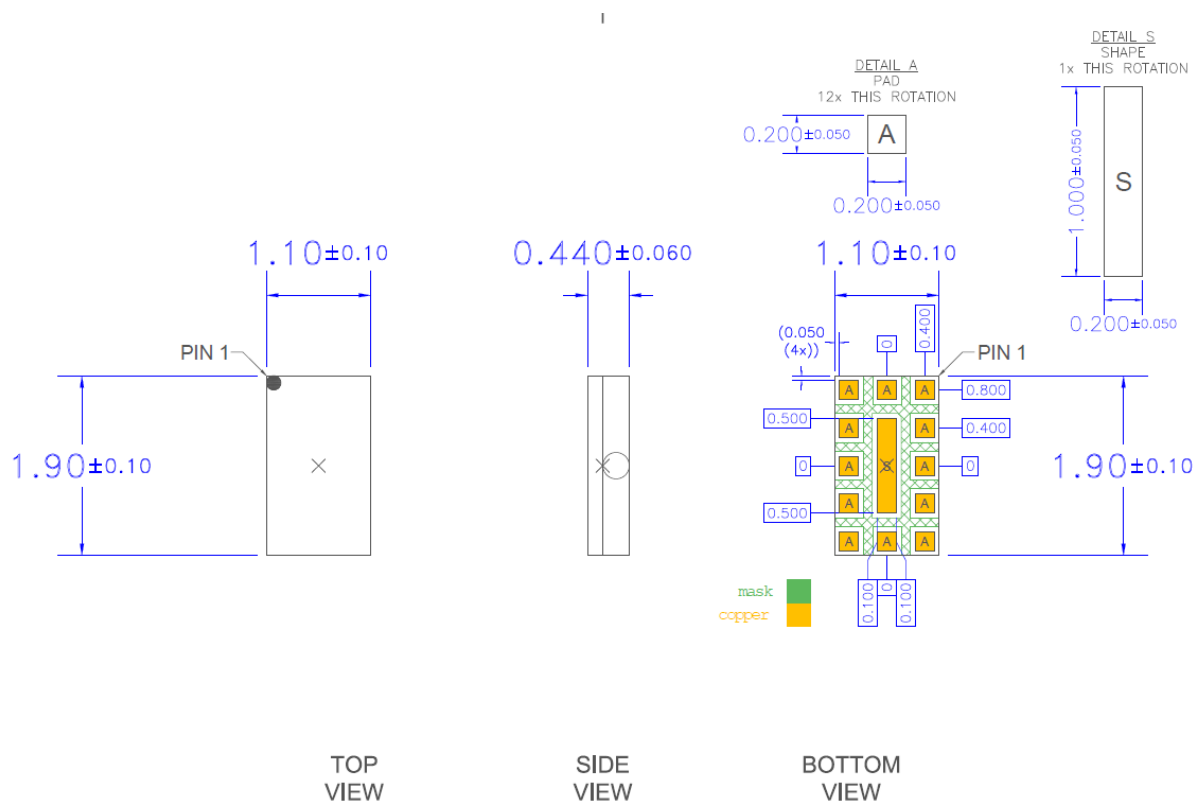 DETAIL S
SHAPE
1x THIS ROTATION
DETAIL A
PAD
12x THIS ROTATION
0.200±0.050
A
0.200±0.050
1.000±0.050
S
0.200±0.050
1.10±0.10
0.440±0.060
1.10±0.10
(0.050
(4x))
0
0.400
PIN 1
PIN 1
A A A
0.800
0.500
A A
0.400
1.90±0.10
0
A S A
0
1.90±0.10
0.500
A A
A A A
0.100
0
0.100
mask
copper
TOP
VIEW
SIDE
VIEW
BOTTOM
VIEW